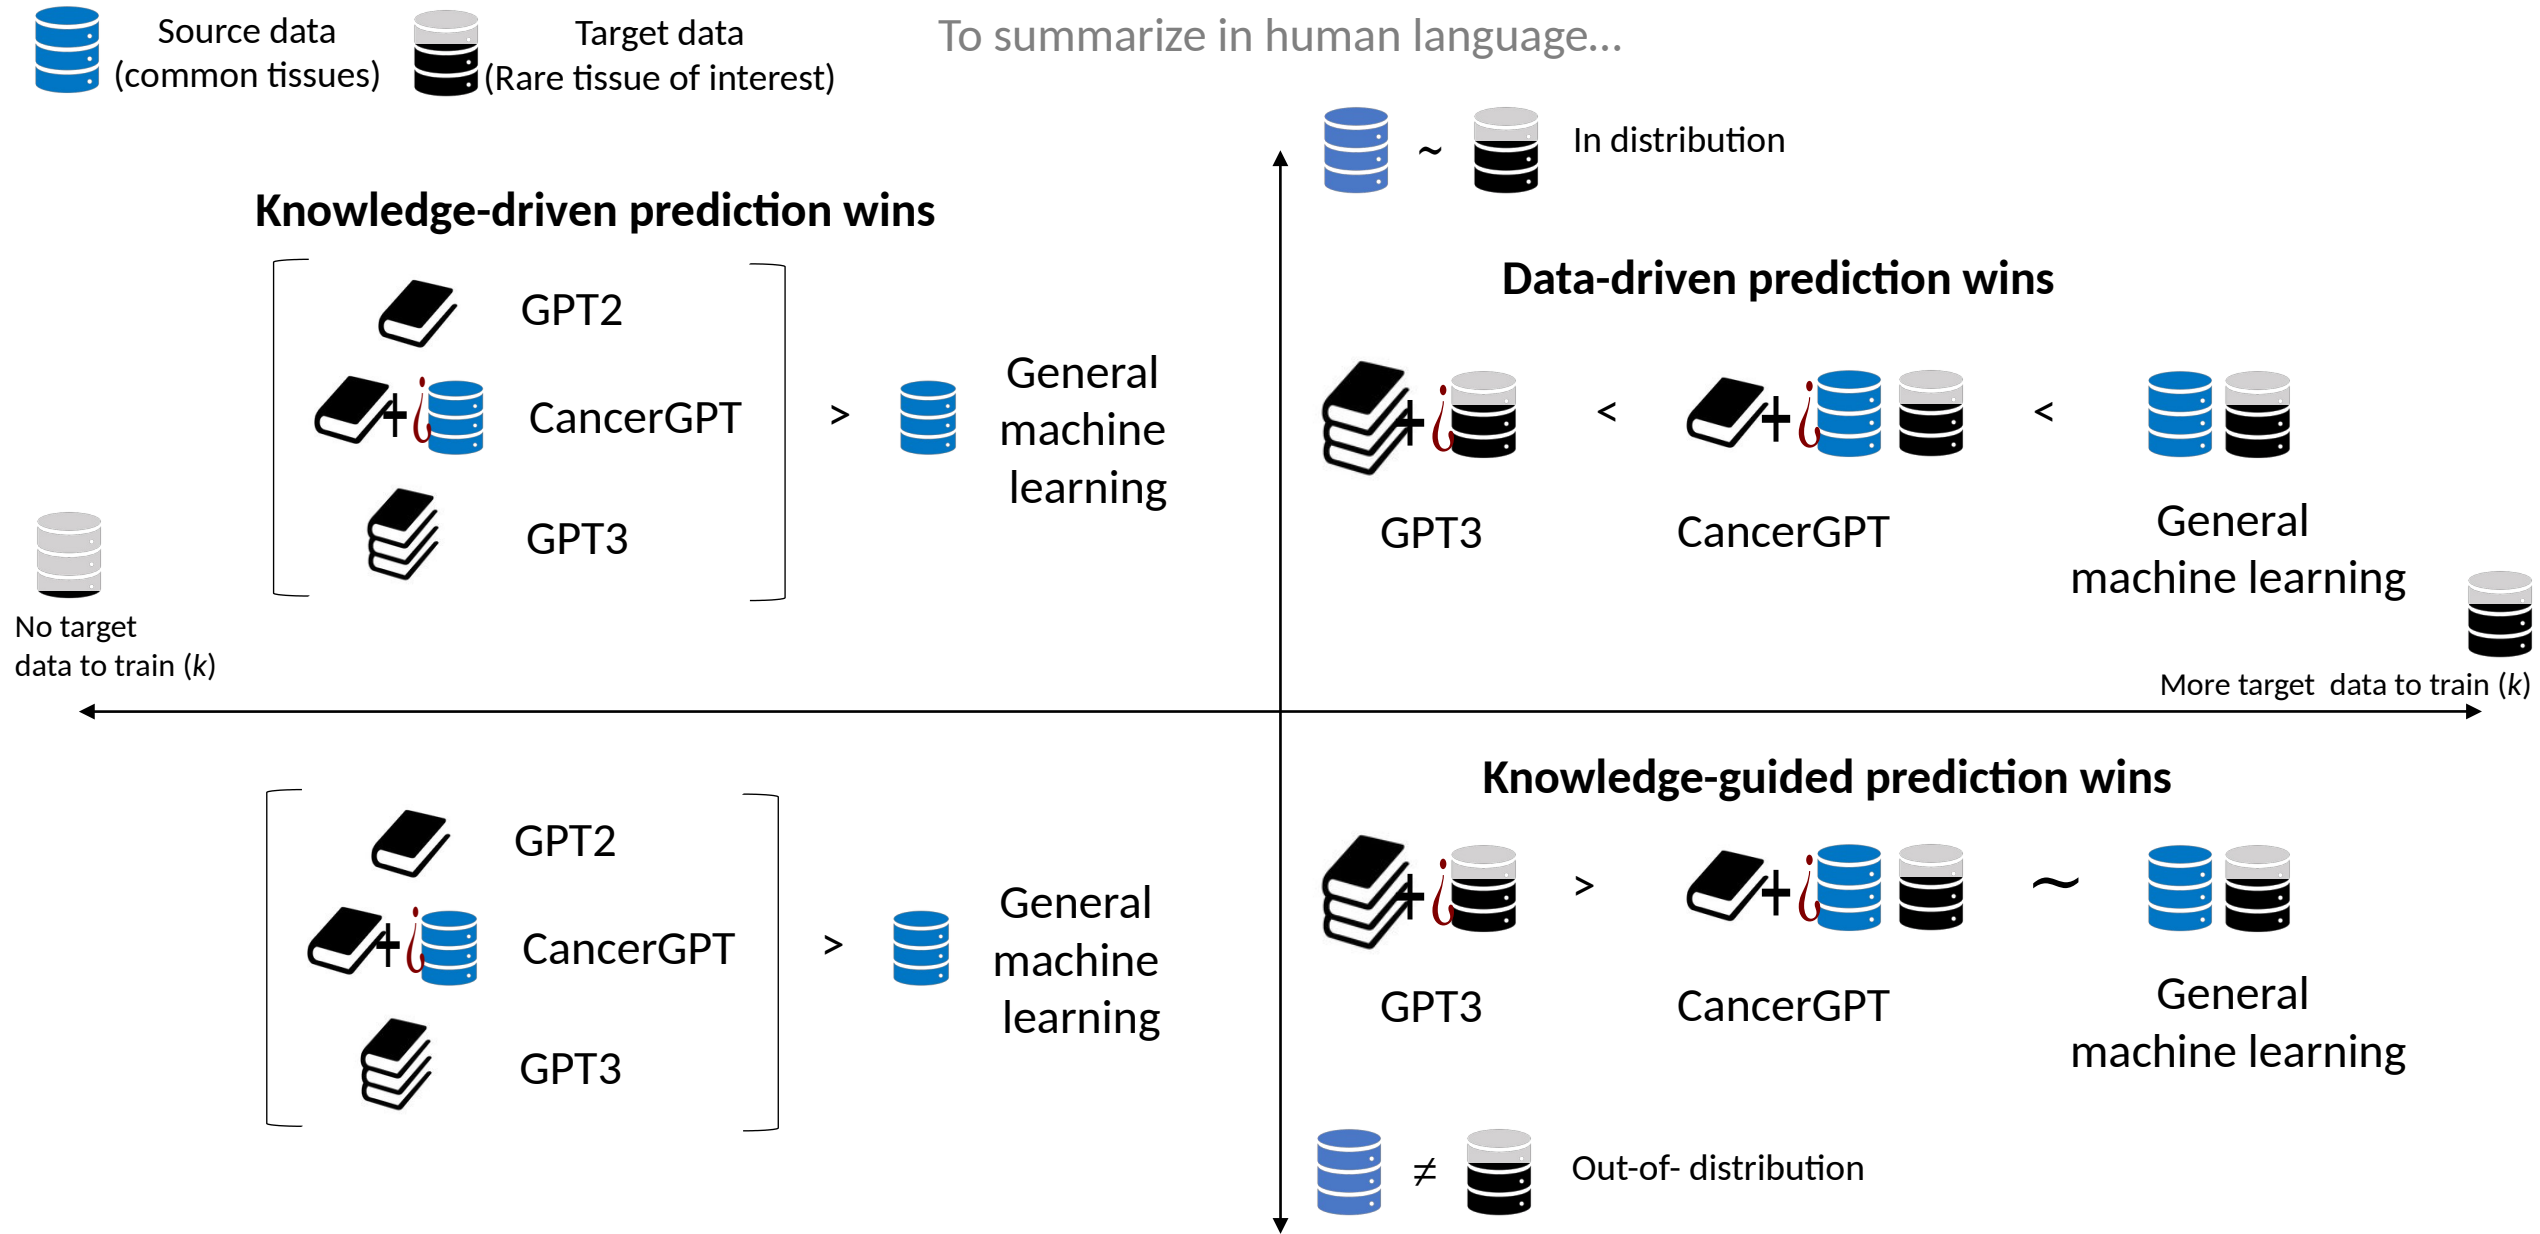 Source data
(common tissues)
Target data
(Rare tissue of interest)
To summarize in human language...
~
In distribution
Knowledge-driven prediction wins
GPT2
+ ¿
CancerGPT
GPT3
>
General
machine
learning
Data-driven prediction wins
+ ¿
<
+ ¿
<
GPT3
CancerGPT
General
machine learning
No target
data to train (k)
More target  data to train (k)
GPT2
+ ¿
CancerGPT
GPT3
>
General
machine
learning
Knowledge-guided prediction wins
+ ¿
>
+ ¿
~
GPT3
CancerGPT
General
machine learning
≠
Out-of- distribution